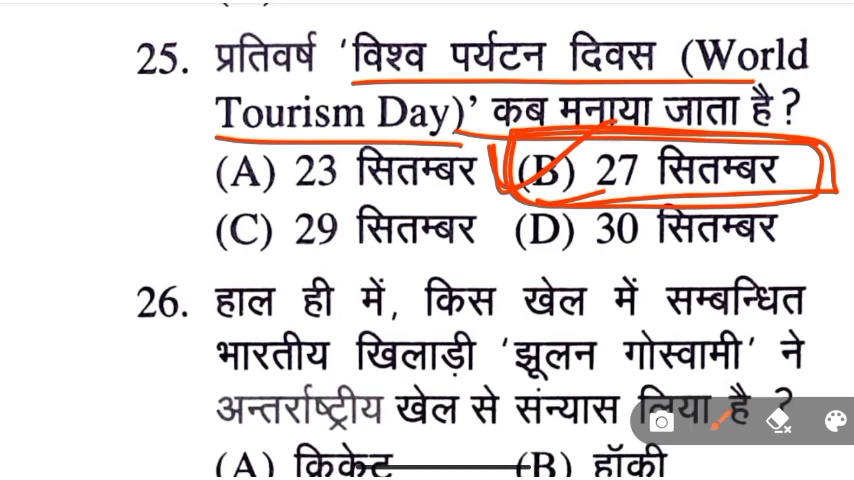 25. प्रतिवर्ष 'विश्व पर्यटन दिवस (World
Tourism Day)' कब मनाया जाता है ?
(A) 23 सितम्बर (B) 27 सितम्बर
(C) 29 सितम्बर (D) 30 सितम्बर
26. हाल ही में, किस खेल में सम्बन्धित
भारतीय खिलाड़ी 'झूलन गोस्वामी' ने
अन्तर्राष्ट्रीय खेल से संन्यास लिया है ?
(A) क्रिकेट (B) हॉकी